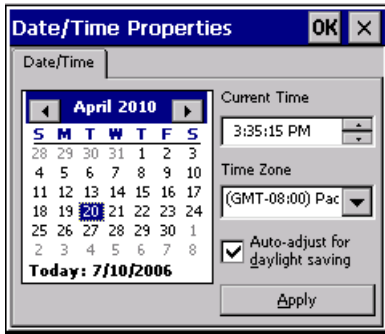 Date/Time Properties OK ×
Date/Time
April 2010
S M T W T F S
28 29 30 31 1 2 3
4 5 6 7 8 9 10
11 12 13 14 15 16 17
18 19 20 21 22 23 24
25 26 27 28 29 30 1
2 3 4 5 6 7 8
Today: 7/10/2006
Current Time
3:35:15 PM
Time Zone
(GMT-08:00) Pac
Auto-adjust for
daylight saving
Apply